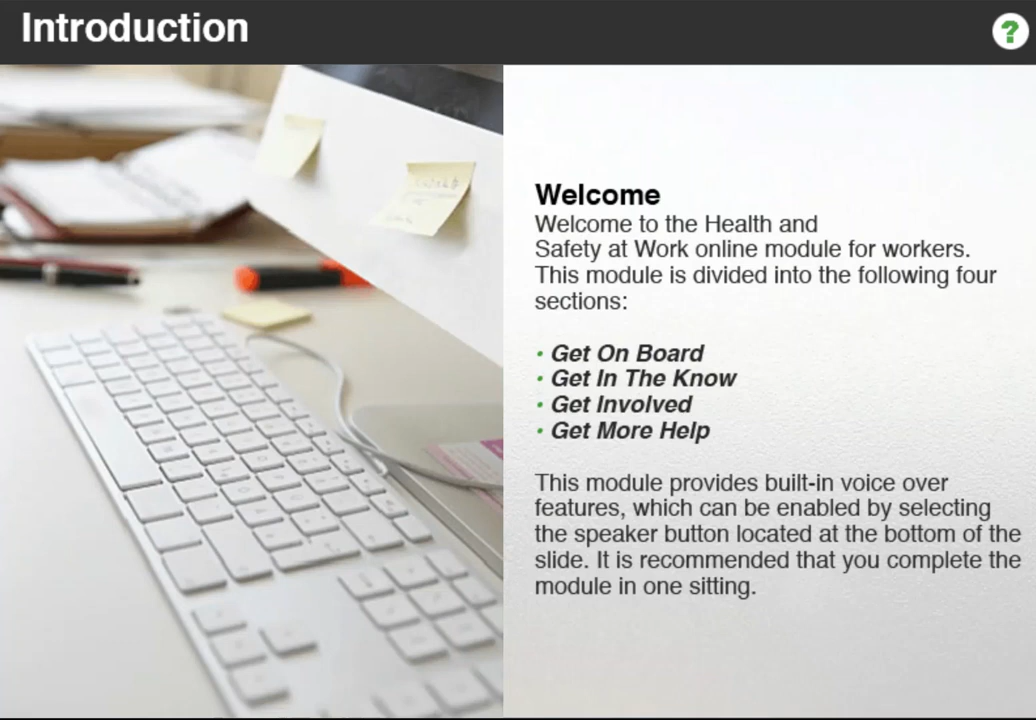 Introduction
?
Welcome
Welcome to the Health and
Safety at Work online module for workers.
This module is divided into the following four
sections:
• Get On Board
• Get In The Know
• Get Involved
• Get More Help
This module provides built-in voice over
features, which can be enabled by selecting
the speaker button located at the bottom of the
slide. It is recommended that you complete the
module in one sitting.